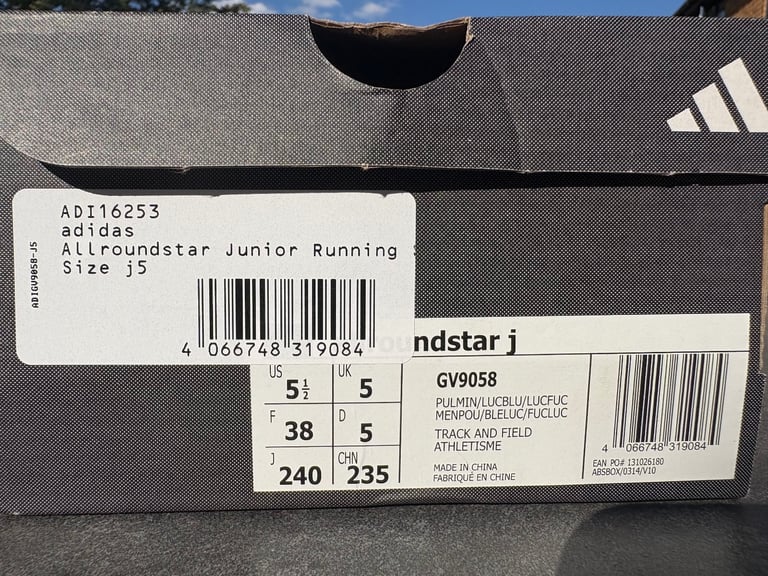 ADI16253
adidas
Allroundstar Junior Running
Size j5
ADIGV9058-J5
4 066748 319084
roundstar j
US 5½
UK 5
F 38
D 5
J 240
CHN 235
GV9058
PULMIN/LUCBLU/LUCFUC
MENPOU/BLELUC/FUCLUC
TRACK AND FIELD
ATHLETISME
MADE IN CHINA
FABRIQUÉ EN CHINE
4 066748 319084
EAN PO# 131026180
ABSBOX/0314/V10